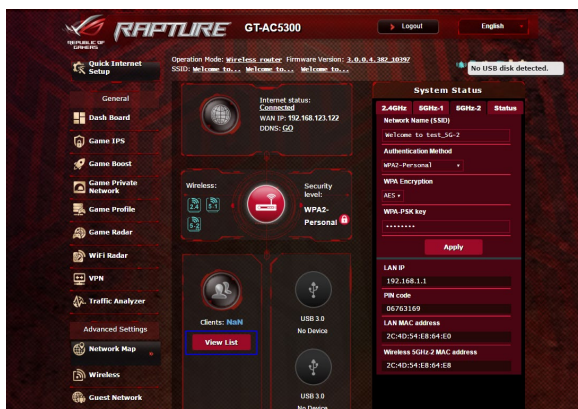 REPUBLIC OF
GAMERS
RAPTURE
GT-AC5300
Logout
English
Quick Internet
Setup
Operation Mode: Wireless router Firmware Version: 3.0.0.4.382_10397
SSID: Welcome to... Welcome to... Welcome to...
No USB disk detected.
General
Dash Board
Game IPS
Game Boost
Game Private
Network
Game Profile
Game Radar
WiFi Radar
VPN
Traffic Analyzer
Advanced Settings
Network Map
Wireless
Guest Network
Internet status:
Connected
WAN IP: 192.168.123.122
DDNS: GO
Wireless:
2.4
5-1
5-2
Security
level:
WPA2-
Personal
Clients: NaN
View List
USB 3.0
No Device
USB 3.0
No Device
System Status
2.4GHz 5GHz-1 5GHz-2 Status
Network Name (SSID)
Welcome to test_5G-2
Authentication Method
WPA2-Personal
WPA Encryption
AES
WPA-PSK key
••••••••
Apply
LAN IP
192.168.1.1
PIN code
06763169
LAN MAC
address
2C:4D:54:E8:64:E0
Wireless 5GHz-2 MAC
address
2C:4D:54:E8:64:E8